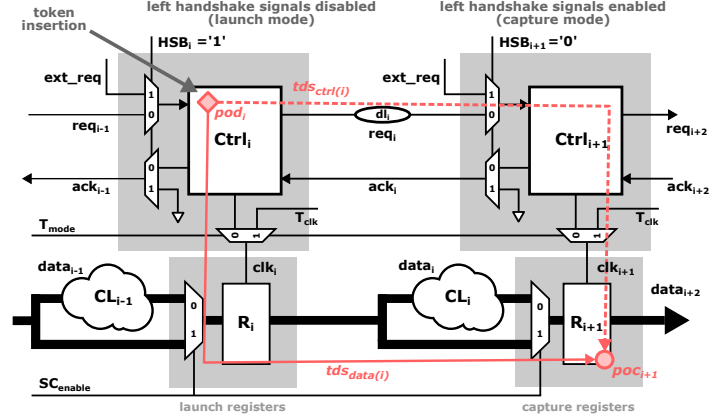 left handshake signals disabled
(launch mode)
left handshake signals enabled
(capture mode)
token
insertion
HSBi ='1'
HSBi+1 ='0'
ext_req
ext_req
1
0
1
0
tdsctrl(i)
podi
dli
reqi-1
Ctrli
reqi
Ctrli+1
reqi+2
0
1
0
1
acki-1
acki
acki+2
Tclk
Tclk
Tmode
0 1
0 1
datai-1
clki
datai
clki+1
datai+2
CLi-1
0
1
Ri
CLi
0
1
Ri+1
tdsdata(i)
poci+1
SCenable
launch registers
capture registers